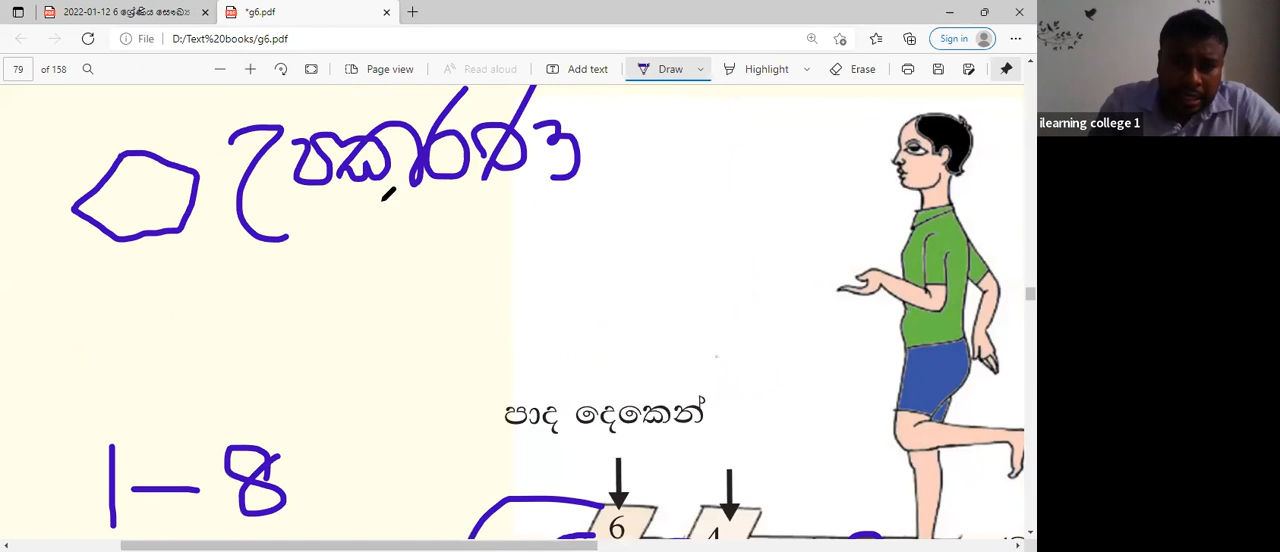 2022-01-12 6 ශ්‍රේණිය සෞඛ්‍ය
*g6.pdf
File D:/Text%20books/g6.pdf
Sign in
79 of 158
Page view
Read aloud
Add text
Draw
Highlight
Erase
ilearning college 1
උපකරණ
1 – 8
පාද දෙකෙන්
6 4